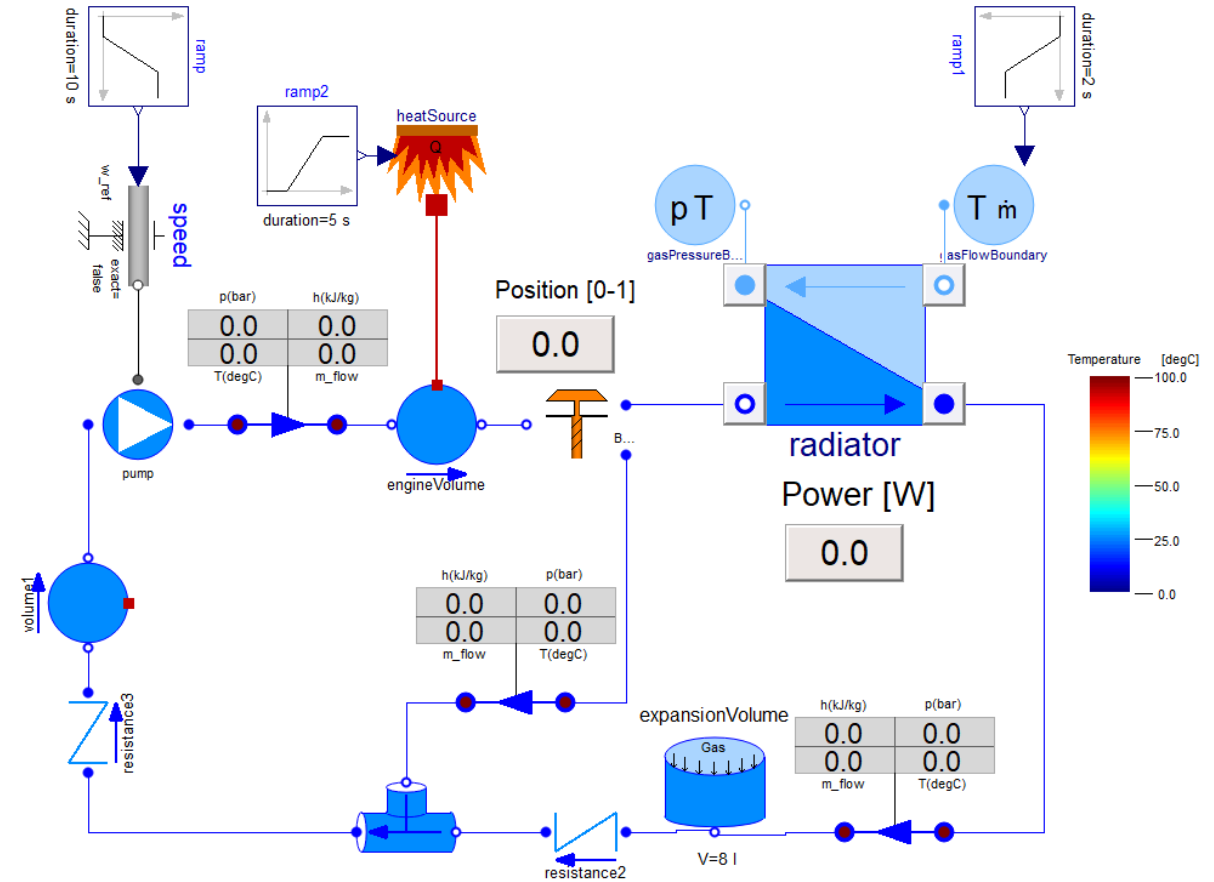 duration=10 s
ramp
ramp2
duration=5 s
heatSource
Q
ramp1
duration=2 s
w_ref
speed
exact=
false
p T
gasPressureB...
T ṁ
gasFlowBoundary
p(bar) h(kJ/kg)
0.0 0.0
0.0 0.0
T(degC) m_flow
Position [0-1]
0.0
pump
engineVolume
B...
radiator
Power [W]
0.0
Temperature [degC]
100.0
75.0
50.0
25.0
0.0
volume1
h(kJ/kg) p(bar)
0.0 0.0
0.0 0.0
m_flow T(degC)
resistance3
expansionVolume
Gas
V=8 l
h(kJ/kg) p(bar)
0.0 0.0
0.0 0.0
m_flow T(degC)
resistance2